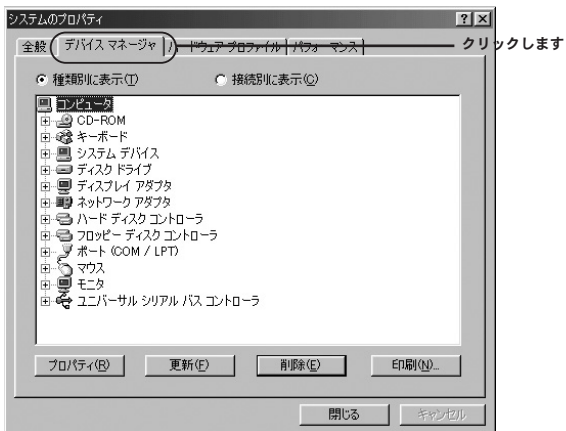 システムのプロパティ
全般 デバイス マネージャ ハードウェア プロファイル パフォーマンス
クリックします
種類別に表示(T) 接続別に表示(C)
コンピュータ
CD-ROM
キーボード
システム デバイス
ディスク ドライブ
ディスプレイ アダプタ
ネットワーク アダプタ
ハード ディスク コントローラ
フロッピー ディスク コントローラ
ポート (COM / LPT)
マウス
モニタ
ユニバーサル シリアル バス コントローラ
プロパティ(R) 更新(F) 削除(E) 印刷(N)...
閉じる キャンセル